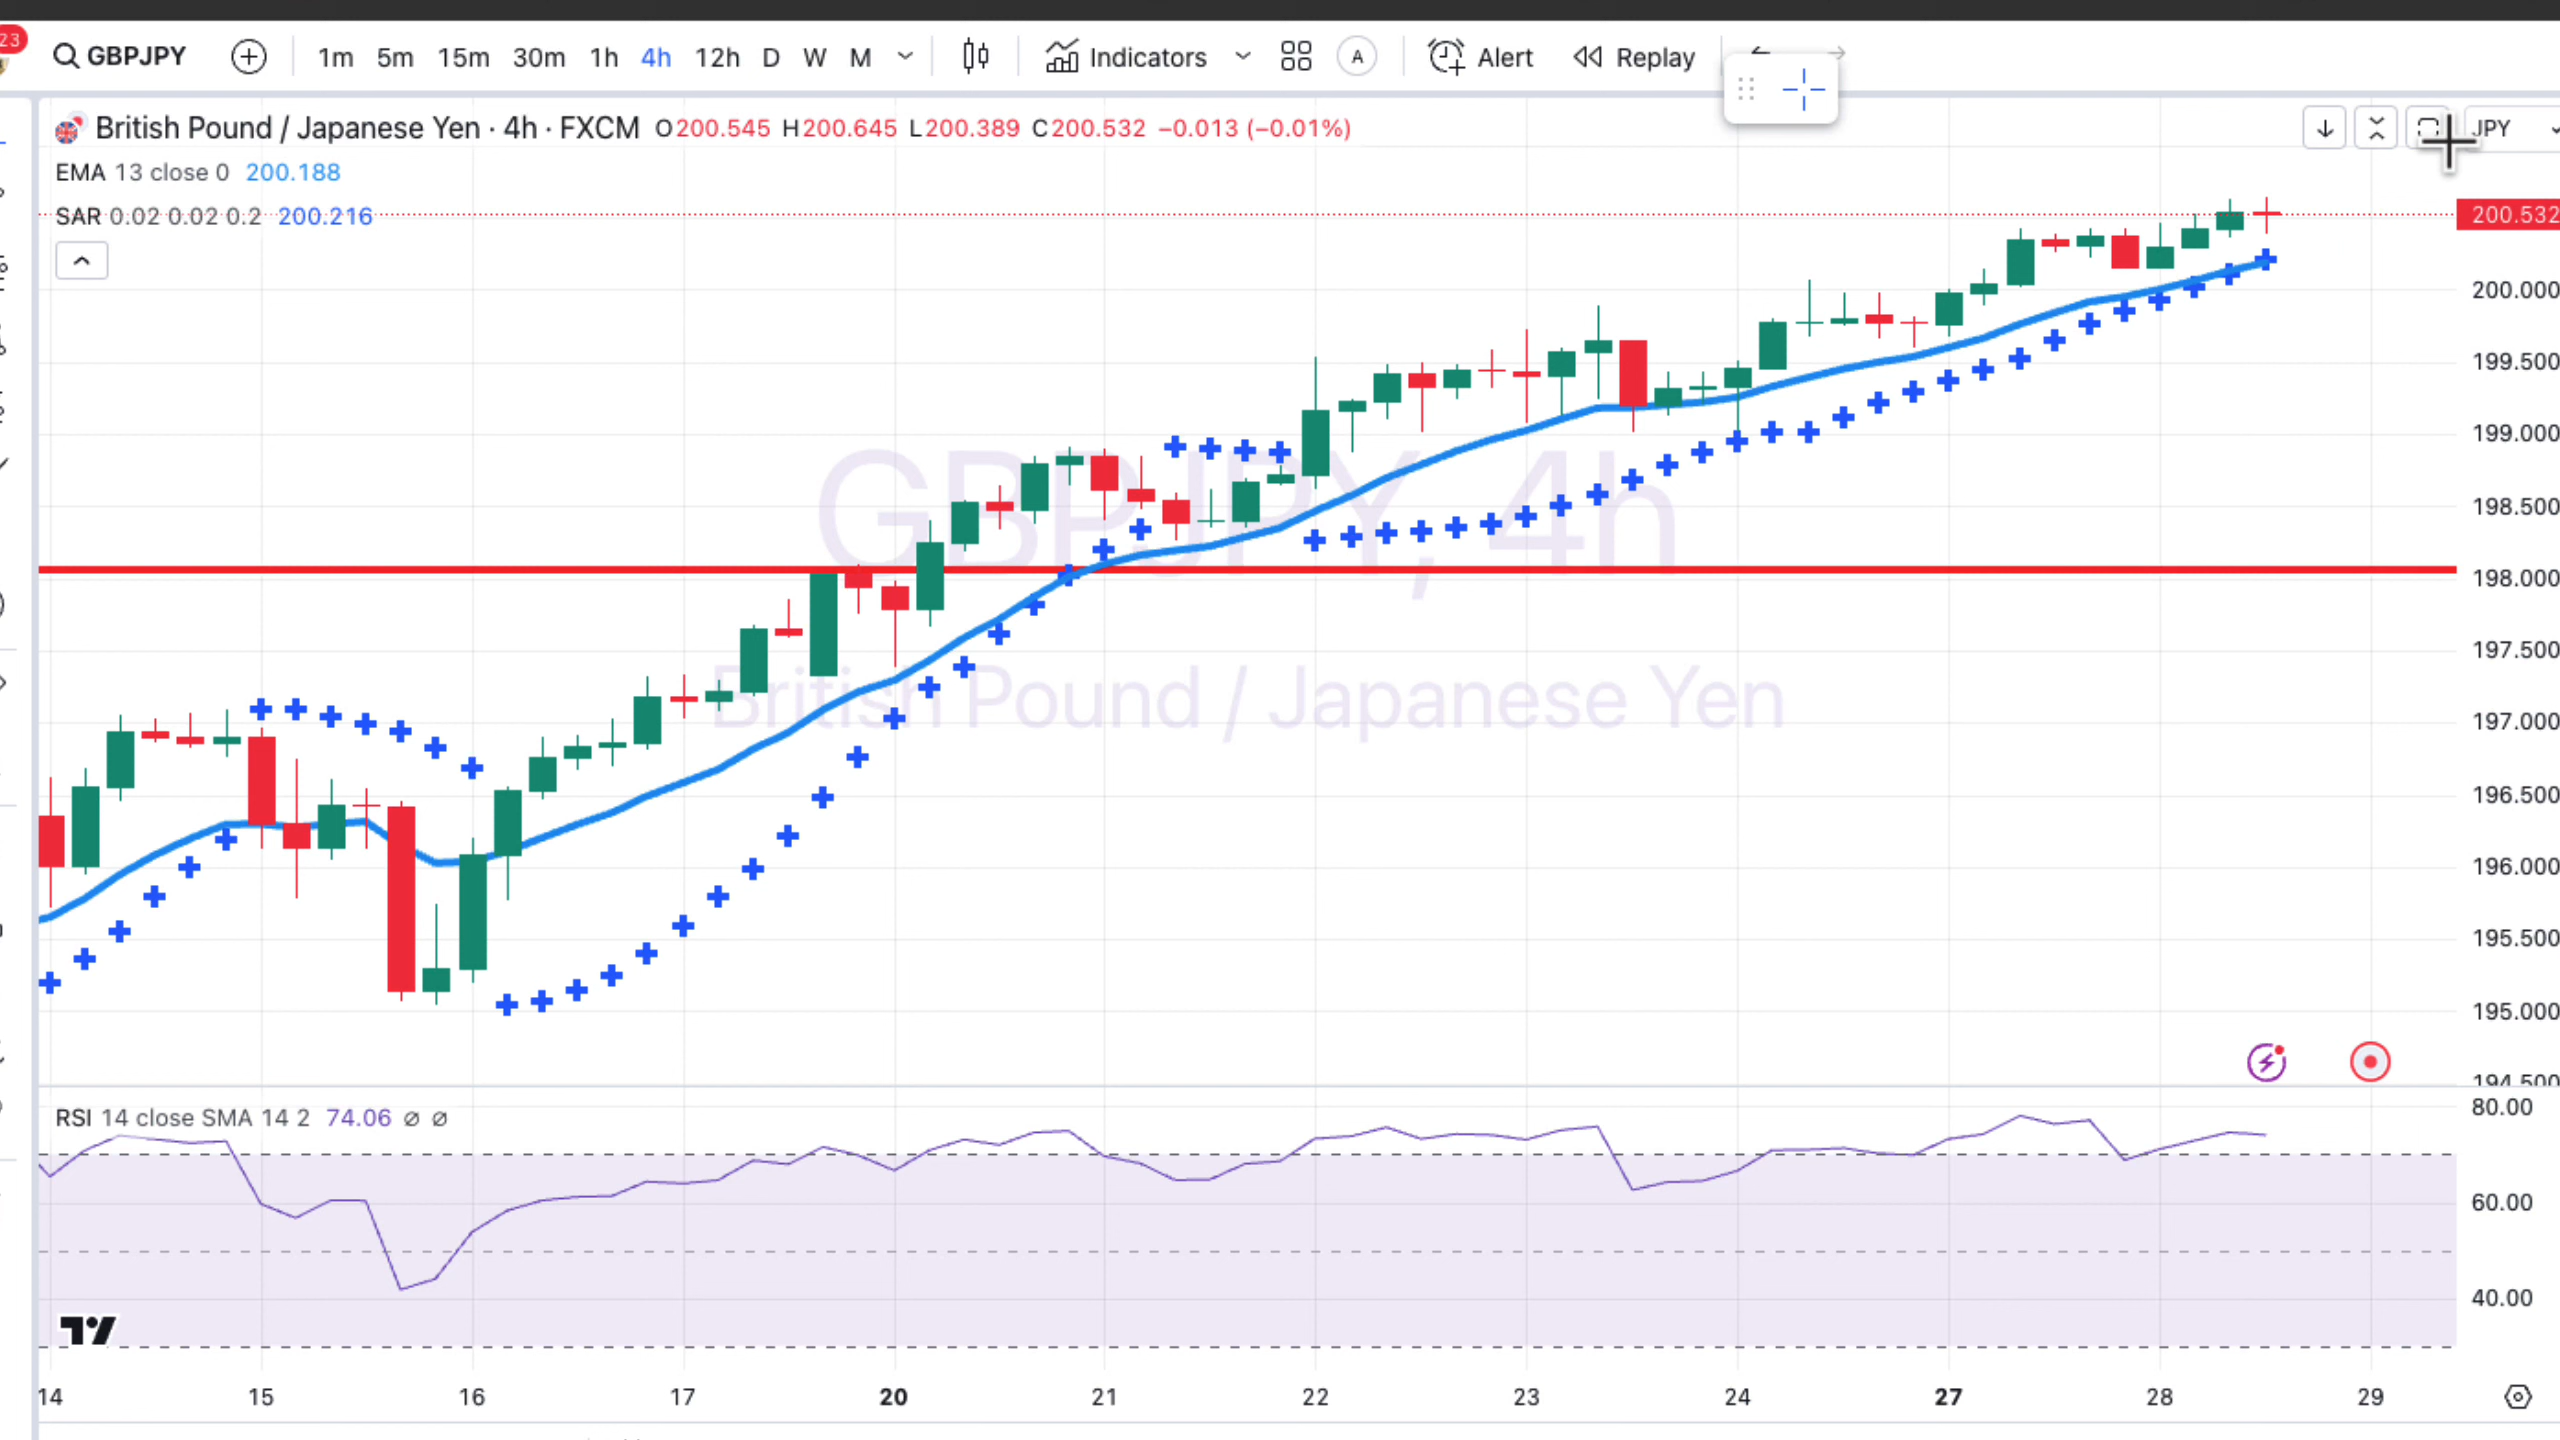 23
GBPJPY 1m 5m 15m 30m 1h 4h 12h D W M Indicators A Alert Replay
British Pound / Japanese Yen · 4h · FXCM O200.545 H200.645 L200.389 C200.532 −0.013 (−0.01%)
JPY
EMA 13 close 0 200.188
SAR 0.02 0.02 0.2 200.216
200.532
200.000
199.500
199.000
198.500
198.000
197.500
197.000
196.500
196.000
195.500
195.000
194.500
GBPJPY, 4h
British Pound / Japanese Yen
RSI 14 close SMA 14 2 74.06 ∅ ∅
80.00
60.00
40.00
14 15 16 17 20 21 22 23 24 27 28 29